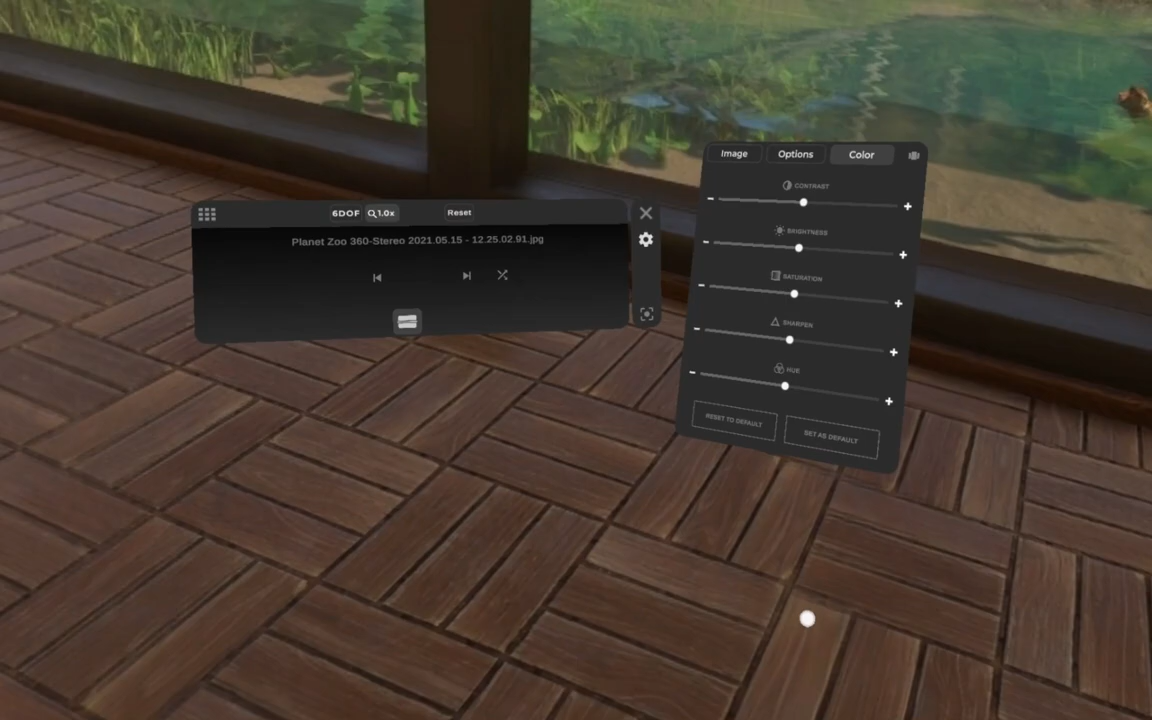 6DOF 1.0x Reset
Planet Zoo 360-Stereo 2021.05.15 - 12.25.02.91.jpg
Image Options Color
CONTRAST
BRIGHTNESS
SATURATION
SHARPEN
HUE
RESET TO DEFAULT SET AS DEFAULT